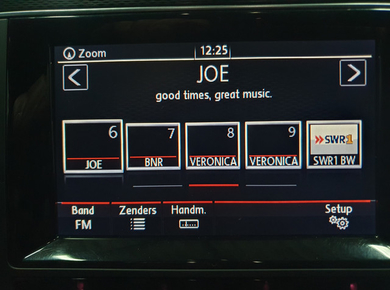 Zoom 12:25
JOE
good times, great music.
6 7 8 9 SWR1
JOE BNR VERONICA VERONICA SWR1 BW
Band Zenders Handm. Setup
FM